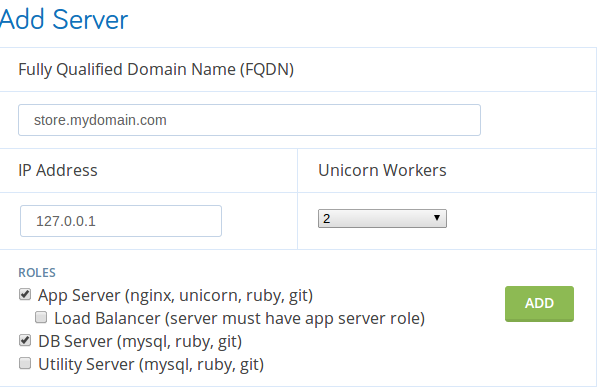 Add Server
Fully Qualified Domain Name (FQDN)
store.mydomain.com
IP Address
Unicorn Workers
127.0.0.1
2
ROLES
App Server (nginx, unicorn, ruby, git)
Load Balancer (server must have app server role)
DB Server (mysql, ruby, git)
Utility Server (mysql, ruby, git)
ADD